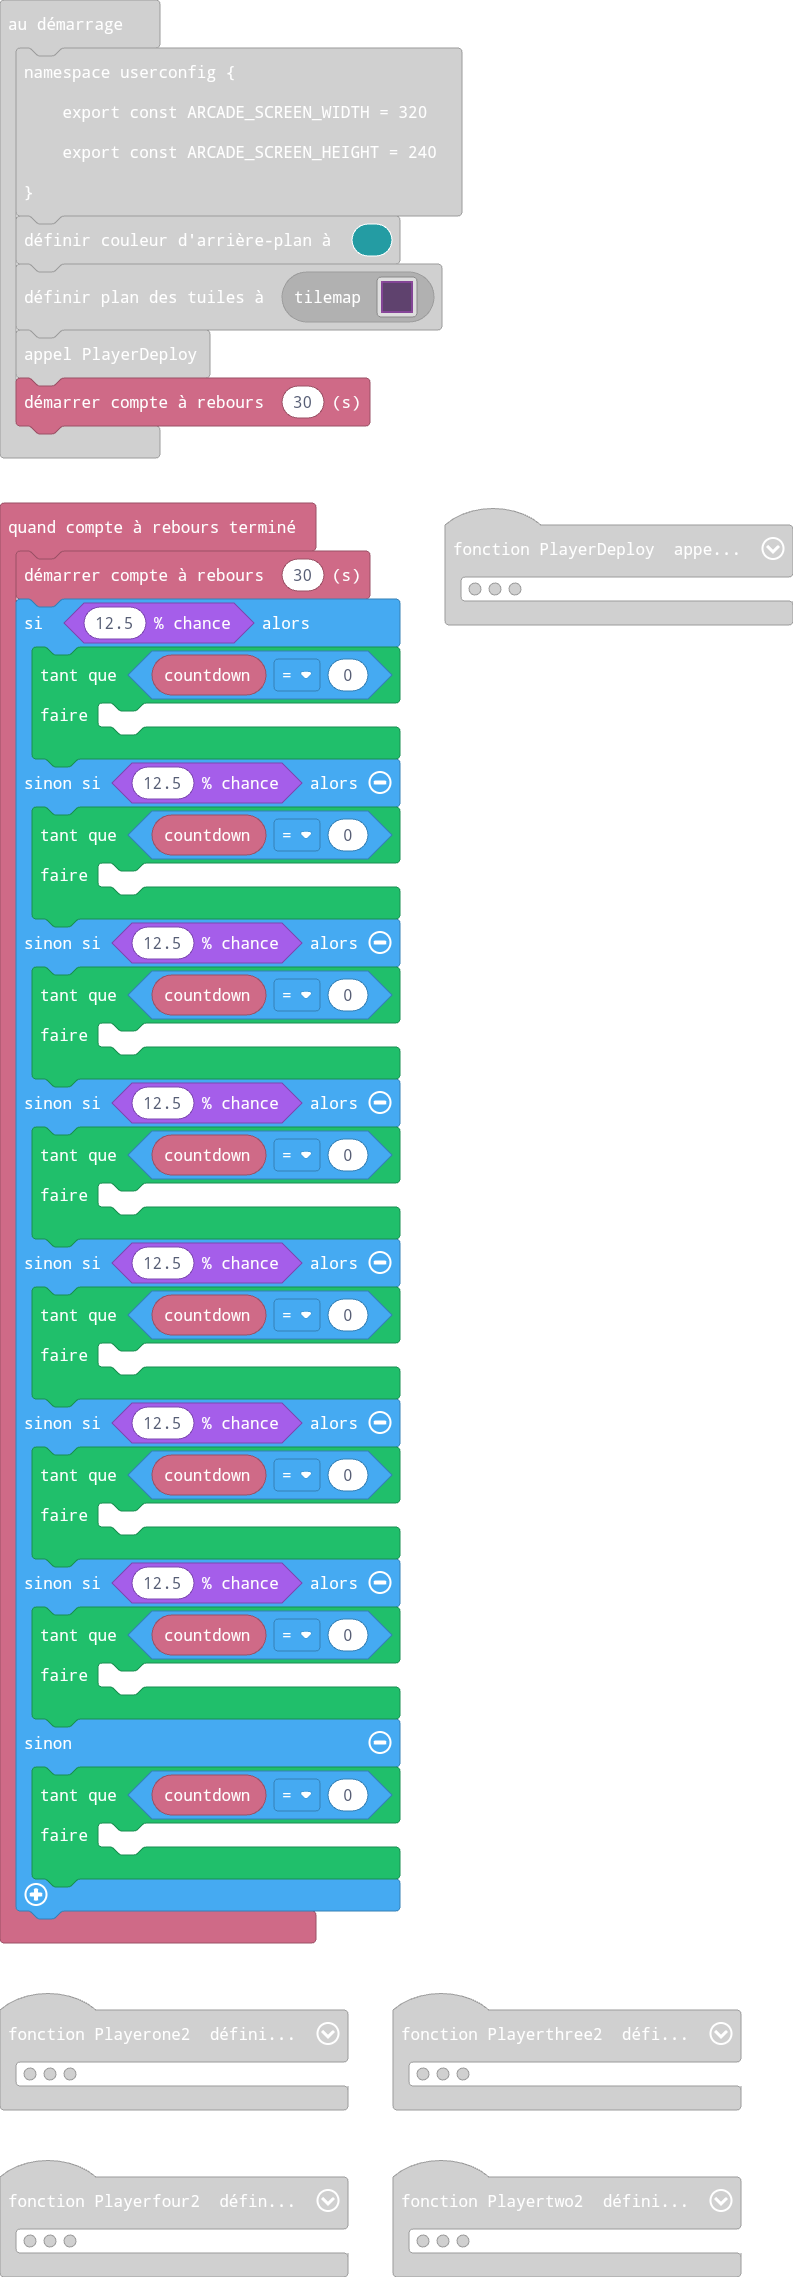 au démarrage
namespace userconfig {
export const ARCADE_SCREEN_WIDTH = 320
export const ARCADE_SCREEN_HEIGHT = 240
}
définir couleur d'arrière-plan à
définir plan des tuiles à tilemap
appel PlayerDeploy
démarrer compte à rebours 30 (s)
quand compte à rebours terminé
fonction PlayerDeploy appe...
démarrer compte à rebours 30 (s)
si 12.5 % chance alors
tant que countdown = 0
faire
sinon si 12.5 % chance alors
tant que countdown = 0
faire
sinon si 12.5 % chance alors
tant que countdown = 0
faire
sinon si 12.5 % chance alors
tant que countdown = 0
faire
sinon si 12.5 % chance alors
tant que countdown = 0
faire
sinon si 12.5 % chance alors
tant que countdown = 0
faire
sinon si 12.5 % chance alors
tant que countdown = 0
faire
sinon
tant que countdown = 0
faire
fonction Playerone2 défini...
fonction Playerthree2 défi...
fonction Playerfour2 défin...
fonction Playertwo2 défini...